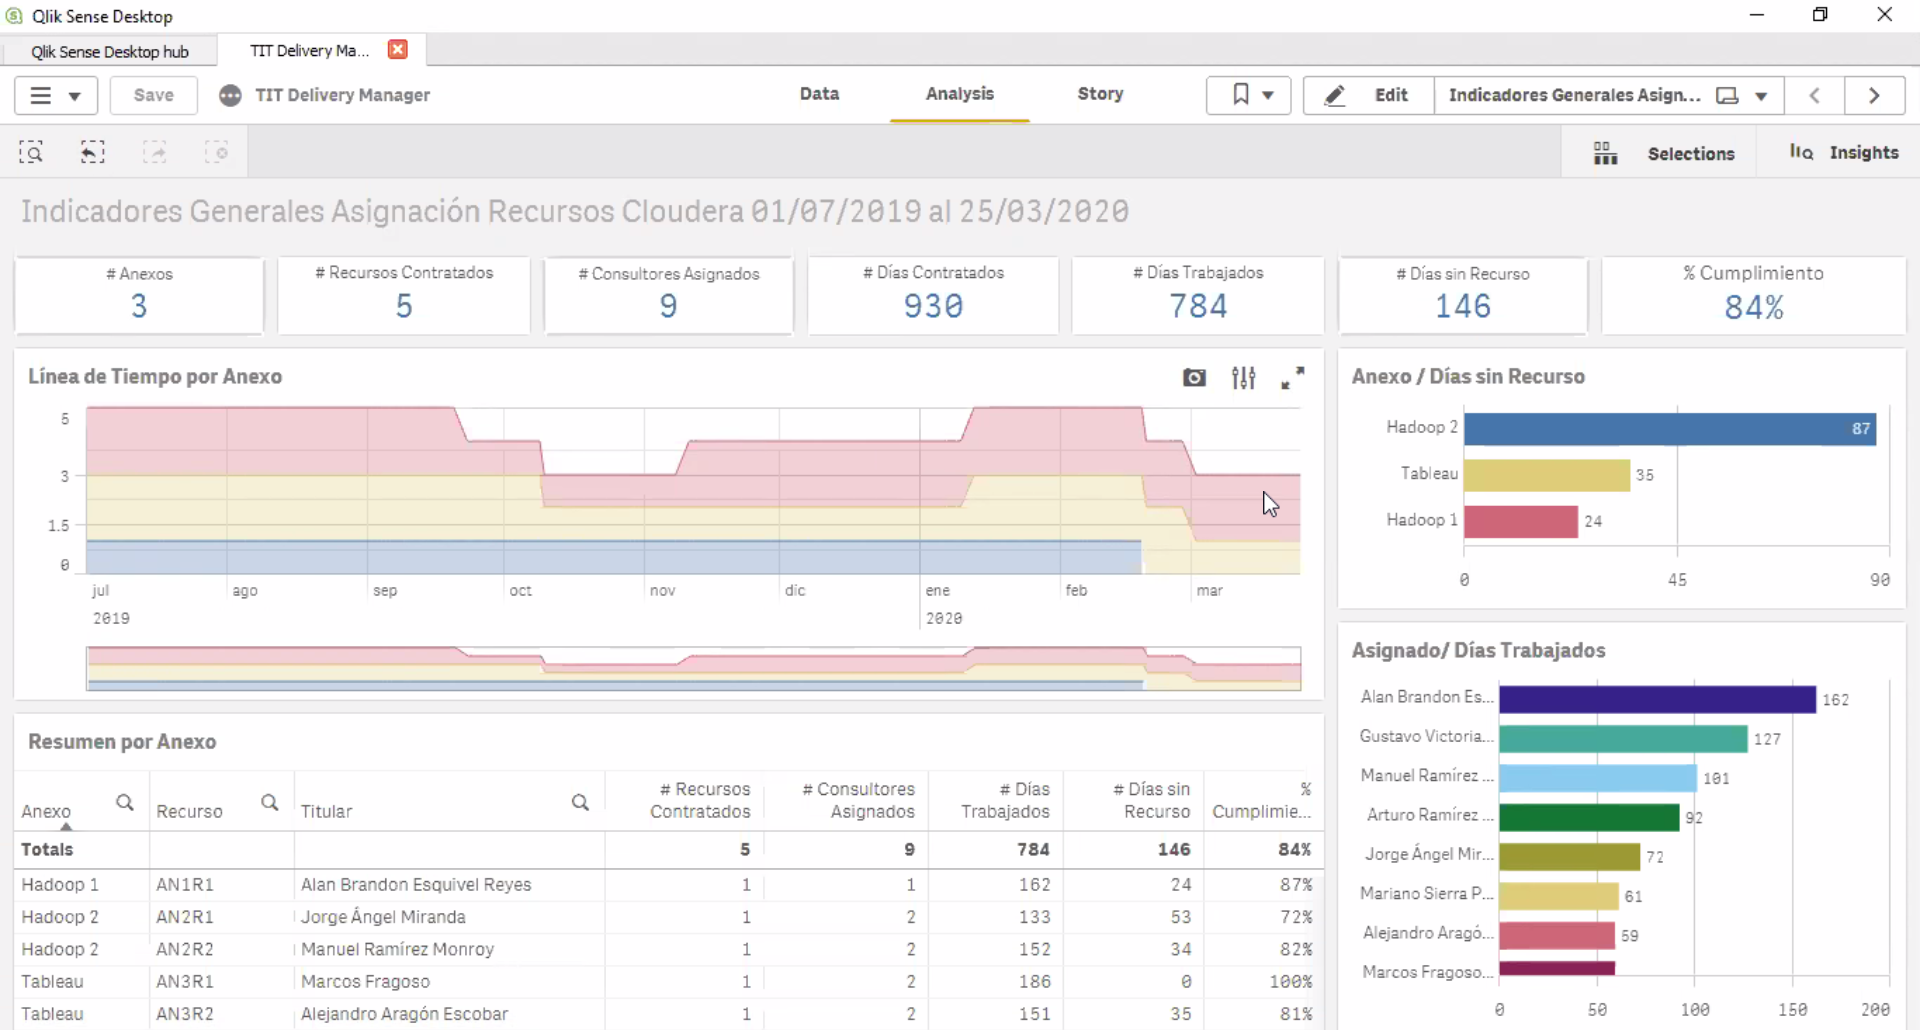 Qlik Sense Desktop
Qlik Sense Desktop hub
TIT Delivery Ma...
Save
TIT Delivery Manager
Data
Analysis
Story
Edit
Indicadores Generales Asign...
Selections
Insights
Indicadores Generales Asignación Recursos Cloudera 01/07/2019 al 25/03/2020
# Anexos
3
# Recursos Contratados
5
# Consultores Asignados
9
# Días Contratados
930
# Días Trabajados
784
# Días sin Recurso
146
% Cumplimiento
84%
Línea de Tiempo por Anexo
5
3
1.5
0
jul ago sep oct nov dic ene feb mar
2019 2020
Anexo / Días sin Recurso
Hadoop 2 87
Tableau 35
Hadoop 1 24
0 45 90
Resumen por Anexo
Anexo Recurso Titular # Recursos Contratados # Consultores Asignados # Días Trabajados # Días sin Recurso % Cumplimie...
Totals 5 9 784 146 84%
Hadoop 1 AN1R1 Alan Brandon Esquivel Reyes 1 1 162 24 87%
Hadoop 2 AN2R1 Jorge Ángel Miranda 1 2 133 53 72%
Hadoop 2 AN2R2 Manuel Ramírez Monroy 1 2 152 34 82%
Tableau AN3R1 Marcos Fragoso 1 2 186 0 100%
Tableau AN3R2 Alejandro Aragón Escobar 1 2 151 35 81%
Asignado/ Días Trabajados
Alan Brandon Es... 162
Gustavo Victoria... 127
Manuel Ramírez ... 101
Arturo Ramírez ... 92
Jorge Ángel Mir... 72
Mariano Sierra P... 61
Alejandro Aragó... 59
Marcos Fragoso...
0 50 100 150 200